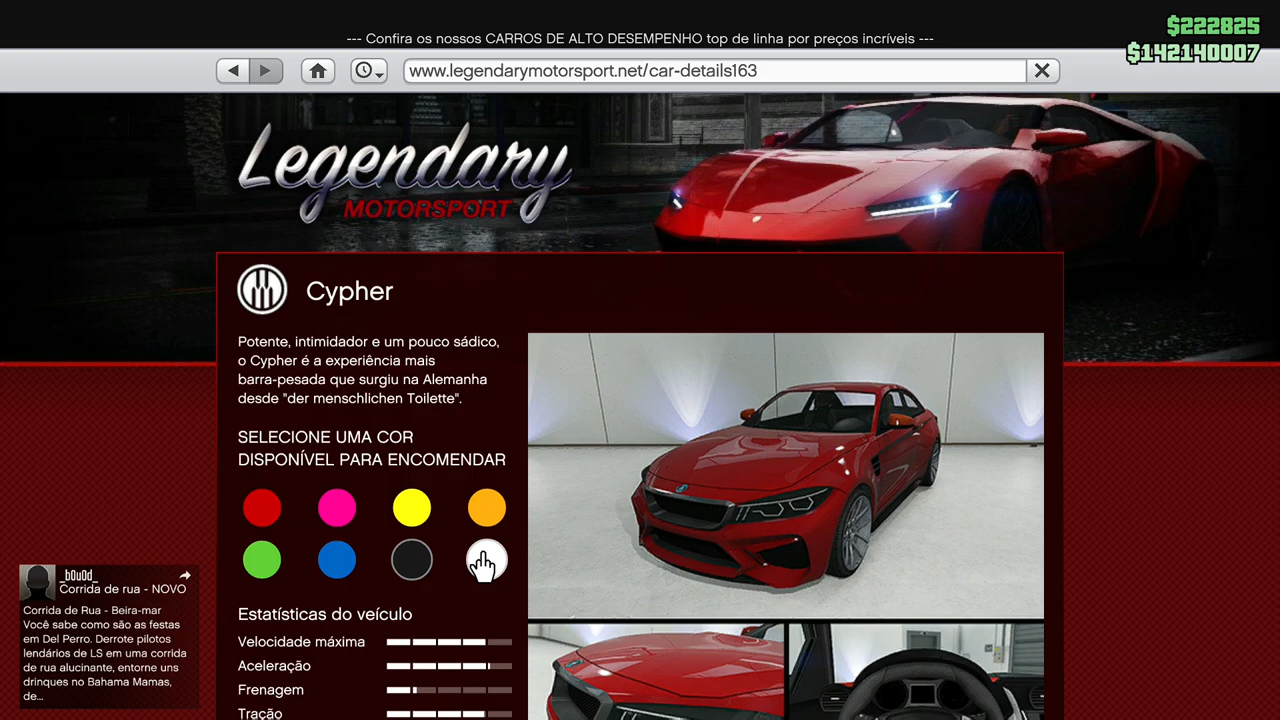 $222825
--- Confira os nossos CARROS DE ALTO DESEMPENHO top de linha por preços incríveis ---
$142140007
www.legendarymotorsport.net/car-details163
Legendary
MOTORSPORT
Cypher
Potente, intimidador e um pouco sádico,
o Cypher é a experiência mais
barra-pesada que surgiu na Alemanha
desde "der menschlichen Toilette".
SELECIONE UMA COR
DISPONÍVEL PARA ENCOMENDAR
Estatísticas do veículo
Velocidade máxima
Aceleração
Frenagem
Tração
_b0u0d_
Corrida de rua - NOVO
Corrida de Rua - Beira-mar
Você sabe como são as festas
em Del Perro. Derrote pilotos
lendários de LS em uma corrida
de rua alucinante, entorne uns
drinques no Bahama Mamas,
de...